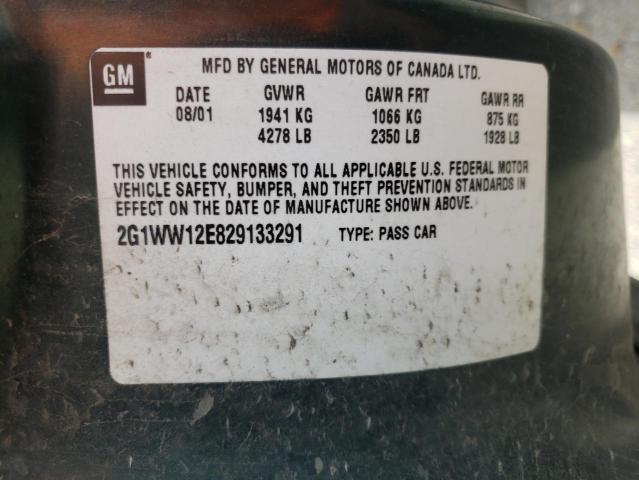 GM
MFD BY GENERAL MOTORS OF CANADA LTD.
DATE GVWR GAWR FRT GAWR RR
08/01 1941 KG 1066 KG 875 KG
4278 LB 2350 LB 1928 LB
THIS VEHICLE CONFORMS TO ALL APPLICABLE U.S. FEDERAL MOTOR
VEHICLE SAFETY, BUMPER, AND THEFT PREVENTION STANDARDS IN
EFFECT ON THE DATE OF MANUFACTURE SHOWN ABOVE.
2G1WW12E829133291 TYPE: PASS CAR